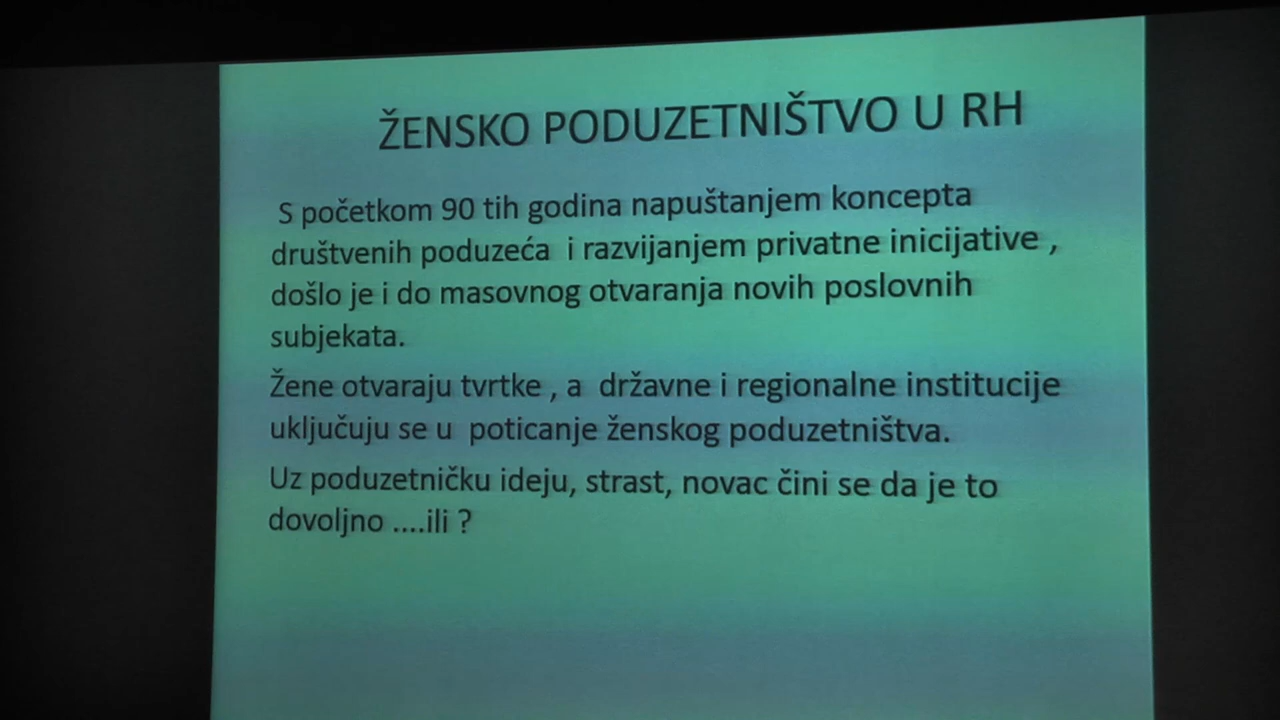 ŽENSKO PODUZETNIŠTVO U RH
S početkom 90 tih godina napuštanjem koncepta
društvenih poduzeća i razvijanjem privatne inicijative ,
došlo je i do masovnog otvaranja novih poslovnih
subjekata.
Žene otvaraju tvrtke , a državne i regionalne institucije
uključuju se u poticanje ženskog poduzetništva.
Uz poduzetničku ideju, strast, novac čini se da je to
dovoljno ....ili ?